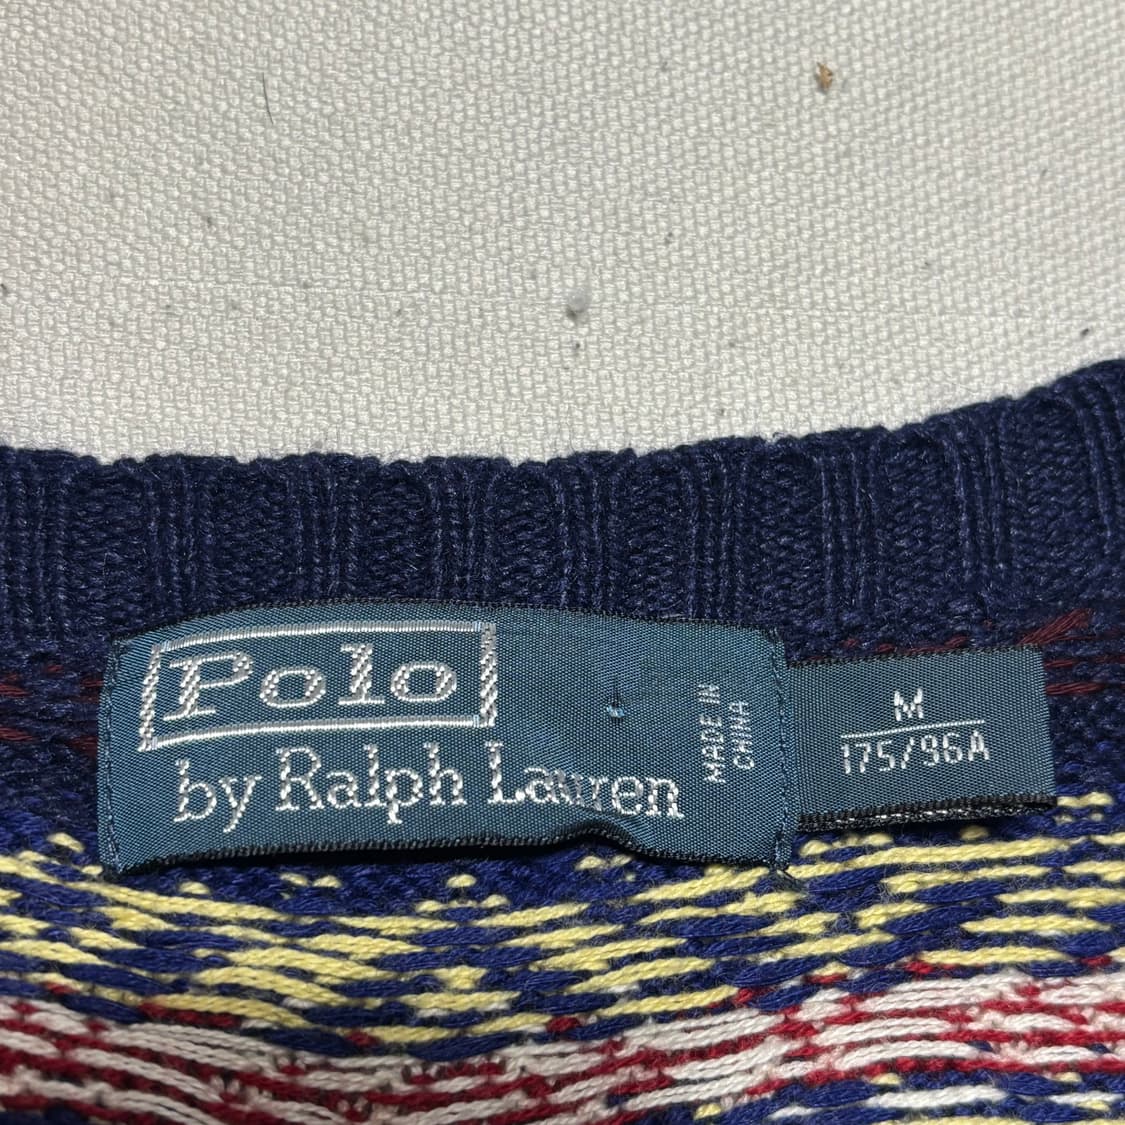 Polo
by Ralph Lauren
MADE IN
CHINA
M
175/96A